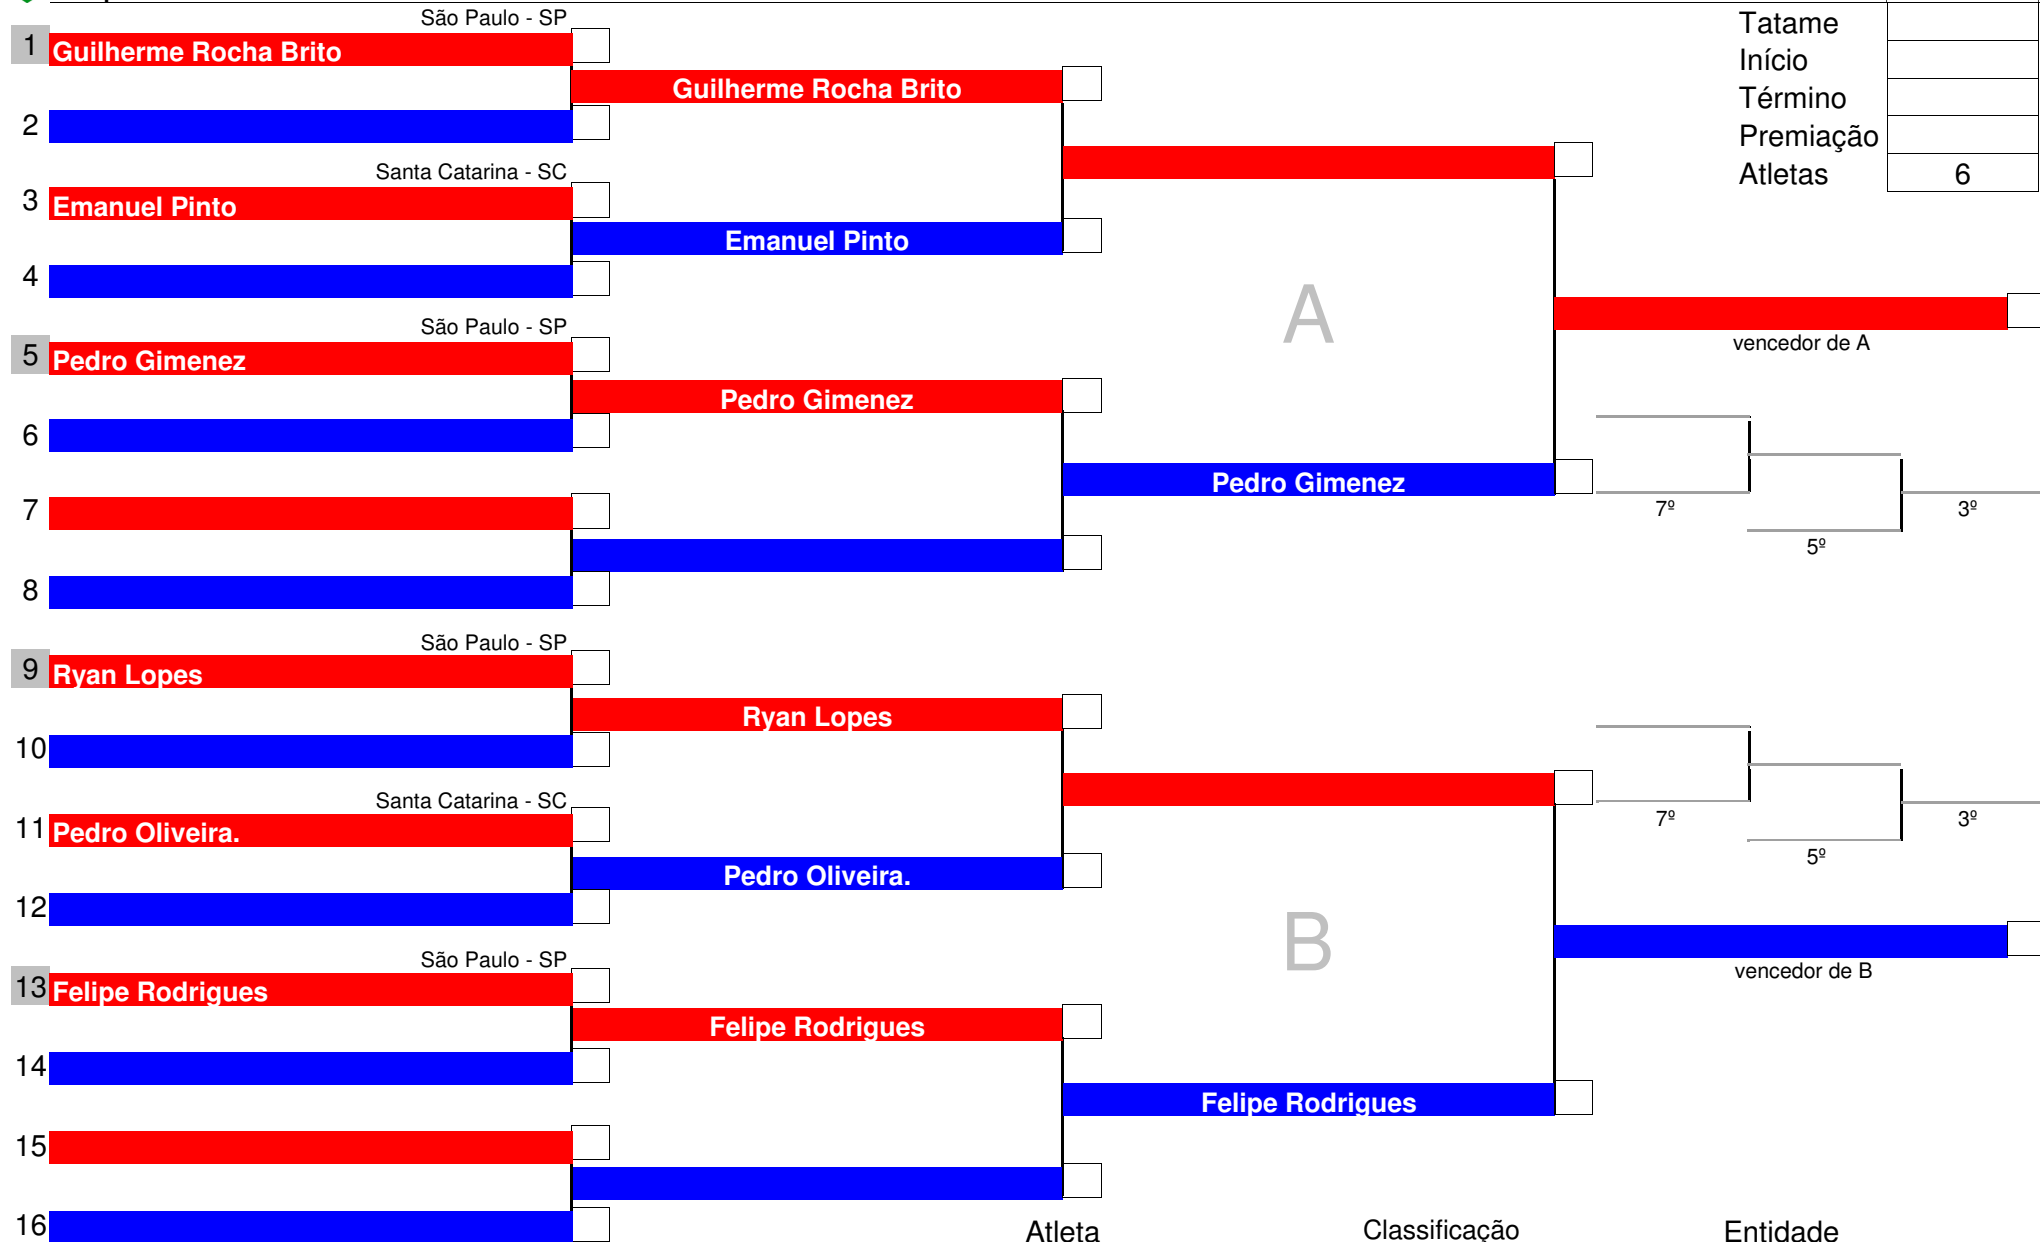 São Paulo - SP
Tatame
1 Guilherme Rocha Brito
Início
Guilherme Rocha Brito
Término
2
Premiação
Santa Catarina - SC
Atletas 6
3 Emanuel Pinto
Emanuel Pinto
4
A
São Paulo - SP
vencedor de A
5 Pedro Gimenez
Pedro Gimenez
6
Pedro Gimenez
7
7º 3º
5º
8
São Paulo - SP
9 Ryan Lopes
Ryan Lopes
10
Santa Catarina - SC
7º 3º
11 Pedro Oliveira.
5º
Pedro Oliveira.
12
B
São Paulo - SP
vencedor de B
13 Felipe Rodrigues
Felipe Rodrigues
14
Felipe Rodrigues
15
16
Atleta Classificação Entidade